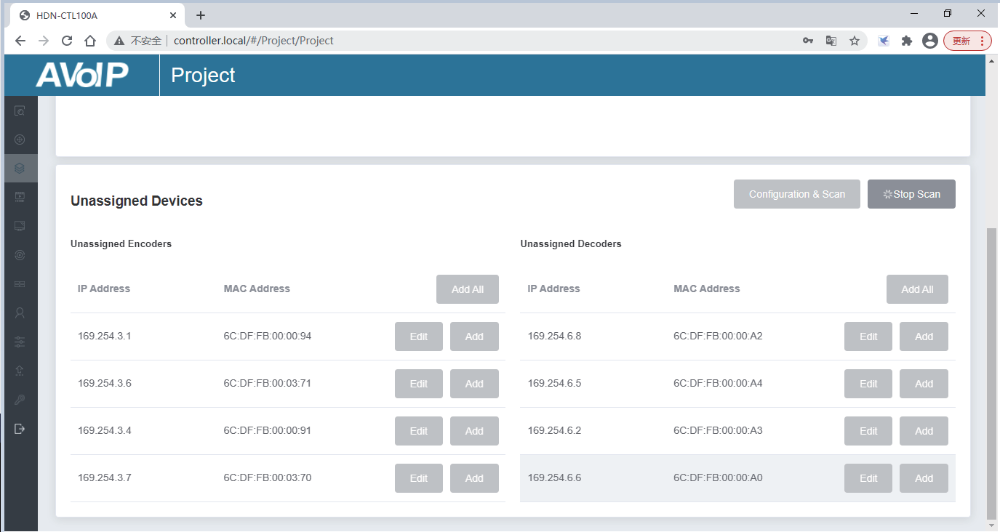 HDN-CTL100A
不安全 controller.local/#/Project/Project 更新
AVoIP Project
Unassigned Devices Configuration & Scan Stop Scan
Unassigned Encoders Unassigned Decoders
IP Address MAC Address Add All IP Address MAC Address Add All
169.254.3.1 6C:DF:FB:00:00:94 Edit Add 169.254.6.8 6C:DF:FB:00:00:A2 Edit Add
169.254.3.6 6C:DF:FB:00:03:71 Edit Add 169.254.6.5 6C:DF:FB:00:00:A4 Edit Add
169.254.3.4 6C:DF:FB:00:00:91 Edit Add 169.254.6.2 6C:DF:FB:00:00:A3 Edit Add
169.254.3.7 6C:DF:FB:00:03:70 Edit Add 169.254.6.6 6C:DF:FB:00:00:A0 Edit Add